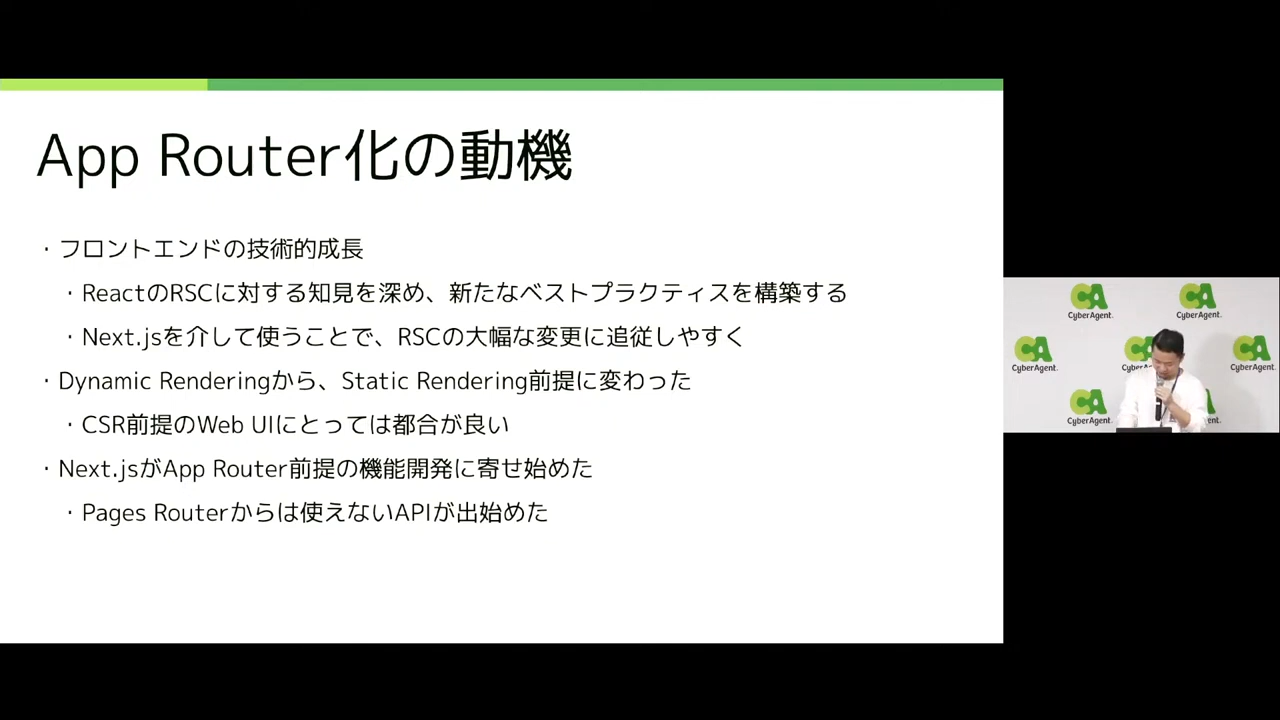 App Router化の動機
・フロントエンドの技術的成長
・ReactのRSCに対する知見を深め、新たなベストプラクティスを構築する
・Next.jsを介して使うことで、RSCの大幅な変更に追従しやすく
・Dynamic Renderingから、Static Rendering前提に変わった
・CSR前提のWeb UIにとっては都合が良い
・Next.jsがApp Router前提の機能開発に寄せ始めた
・Pages Routerからは使えないAPIが出始めた
CA CA
CyberAgent. CyberAgent.
CA CA CA
CyberAgent. CyberAgent.
CA
CyberAgent.